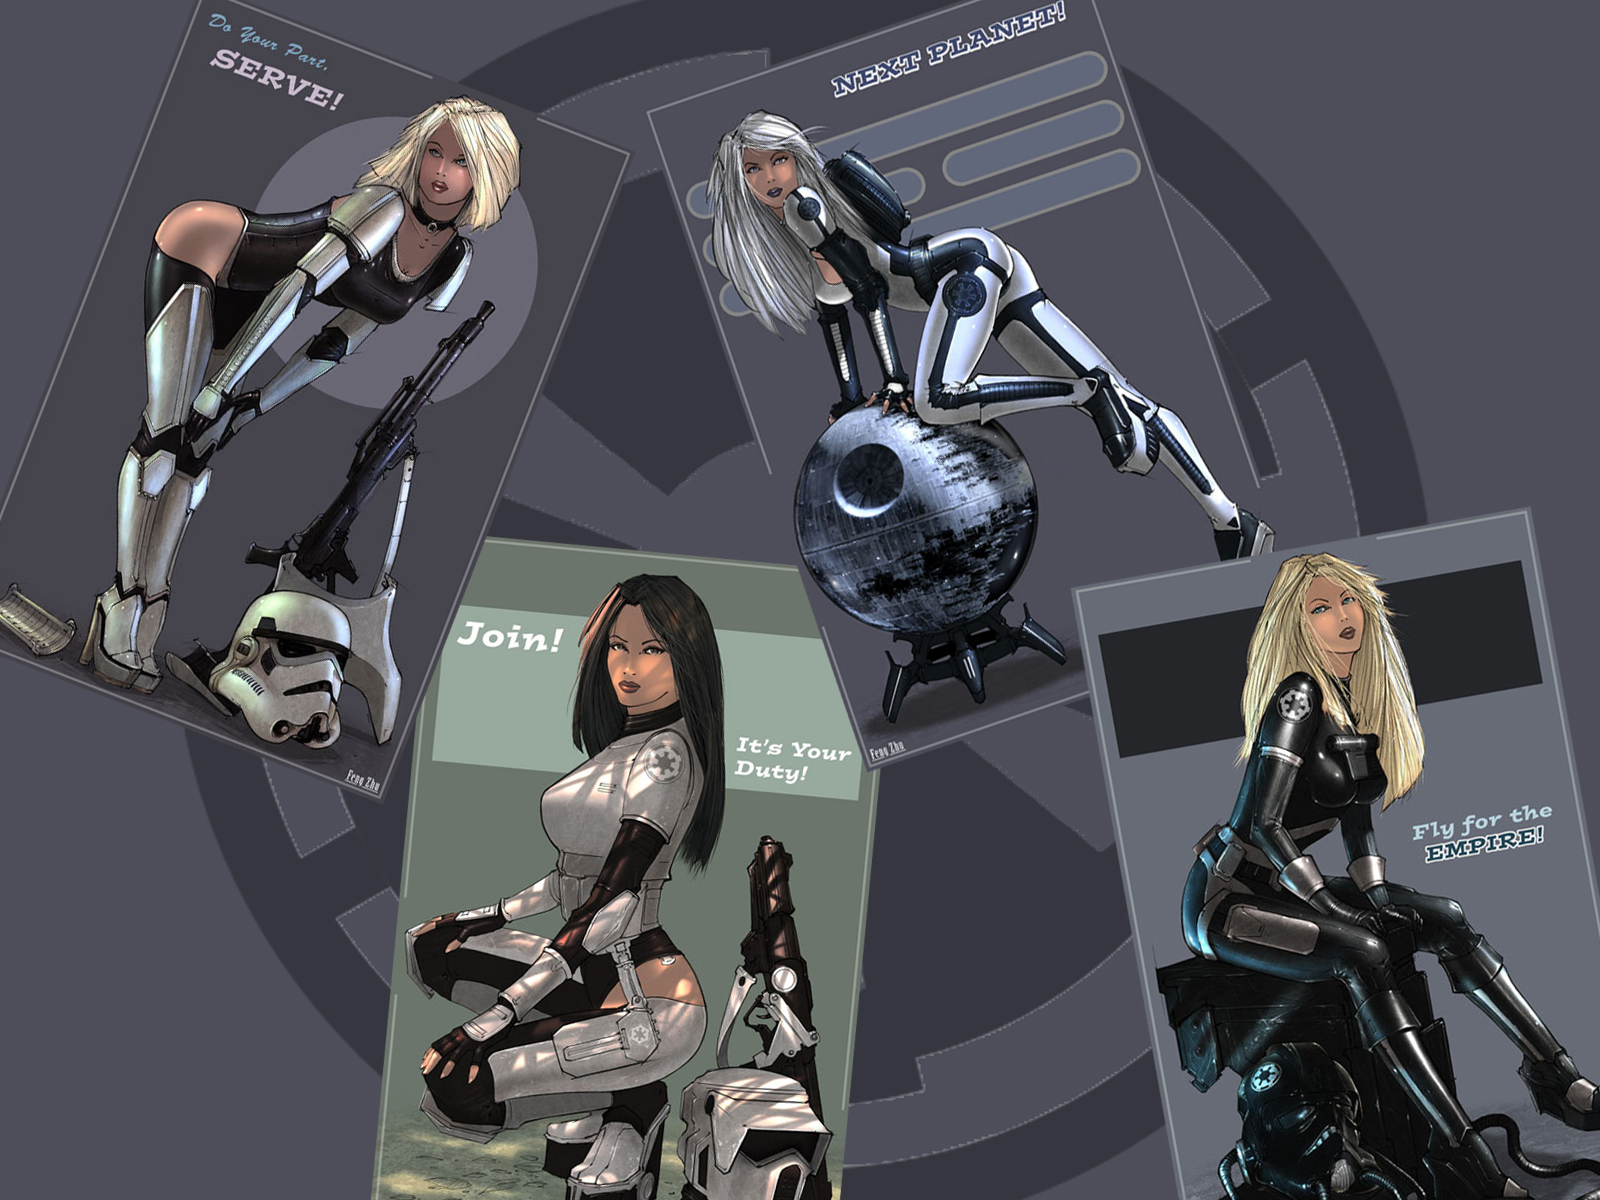 Do Your Part,
SERVE!
Feng Zhu
NEXT PLANET!
Feng Zhu
Join!
It's Your
Duty!
Fly for the
EMPIRE!